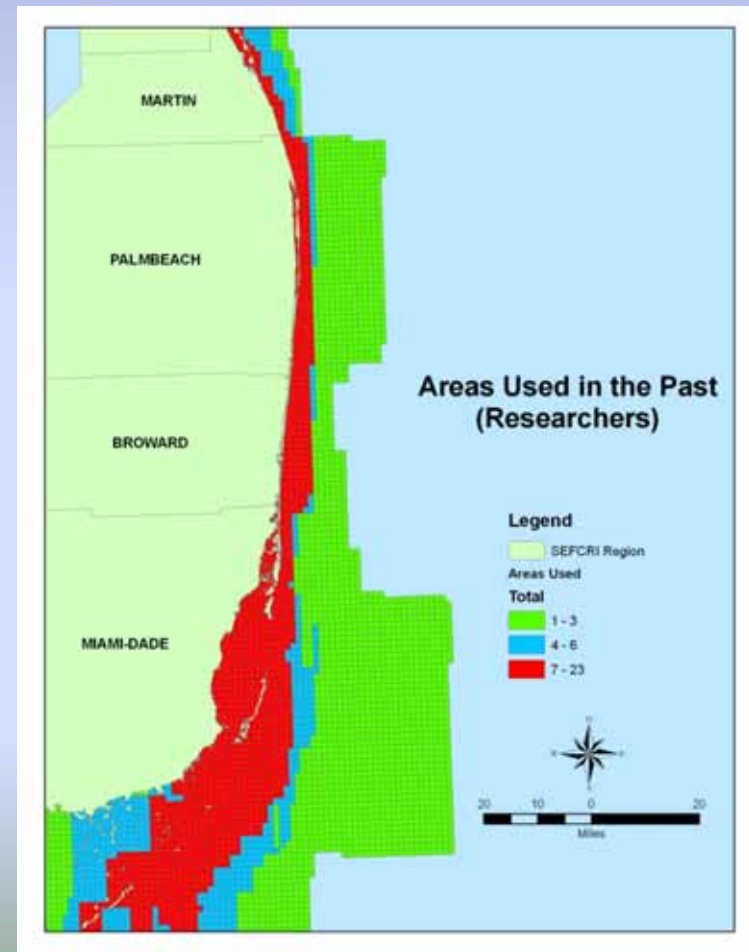 MARTIN
PALMBEACH
Areas Used in the Past
(Researchers)
BROWARD
Legend
SEFCRI Region
Areas Used
Total
1 - 3
4 - 6
7 - 23
MIAMI-DADE
N
W E
S
20 10 0 20
Miles